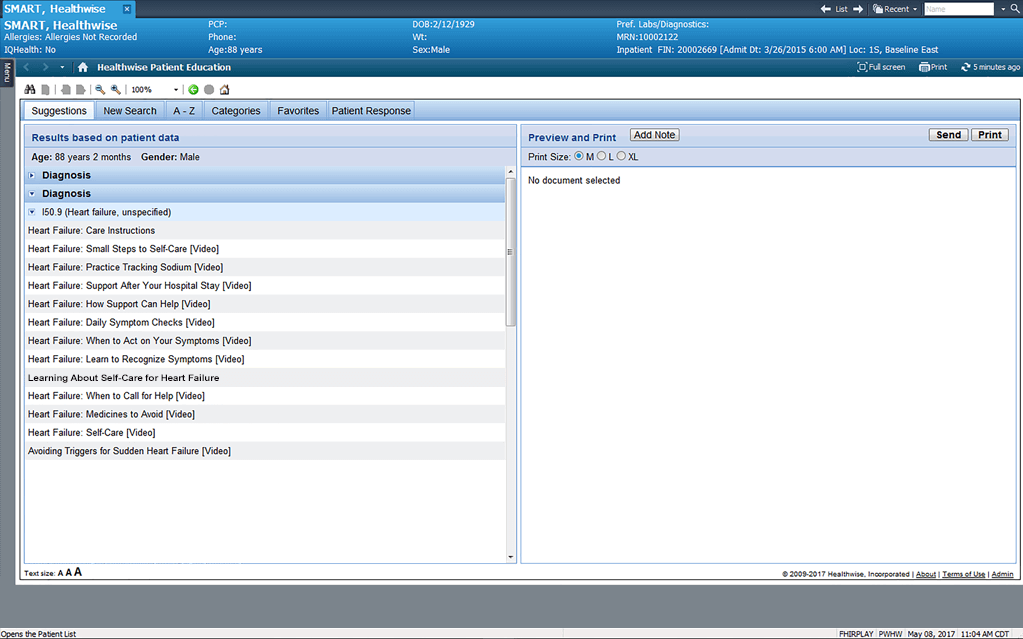 SMART, Healthwise
List Recent Name
SMART, Healthwise PCP: DOB:2/12/1929 Pref. Labs/Diagnostics:
Allergies: Allergies Not Recorded Phone: Wt: MRN:10002122
IQHealth: No Age:88 years Sex:Male Inpatient FIN: 20002669 [Admit Dt: 3/26/2015 6:00 AM] Loc: 1S, Baseline East
Menu
Healthwise Patient Education Full screen Print 5 minutes ago
100%
Suggestions New Search A - Z Categories Favorites Patient Response
Results based on patient data
Age: 88 years 2 months Gender: Male
Diagnosis
Diagnosis
I50.9 (Heart failure, unspecified)
Heart Failure: Care Instructions
Heart Failure: Small Steps to Self-Care [Video]
Heart Failure: Practice Tracking Sodium [Video]
Heart Failure: Support After Your Hospital Stay [Video]
Heart Failure: How Support Can Help [Video]
Heart Failure: Daily Symptom Checks [Video]
Heart Failure: When to Act on Your Symptoms [Video]
Heart Failure: Learn to Recognize Symptoms [Video]
Learning About Self-Care for Heart Failure
Heart Failure: When to Call for Help [Video]
Heart Failure: Medicines to Avoid [Video]
Heart Failure: Self-Care [Video]
Avoiding Triggers for Sudden Heart Failure [Video]
Preview and Print Add Note Send Print
Print Size: M L XL
No document selected
Text size: A A A
© 2009-2017 Healthwise, Incorporated | About | Terms of Use | Admin
Opens the Patient List FHIRPLAY PWHW May 08, 2017 11:04 AM CDT